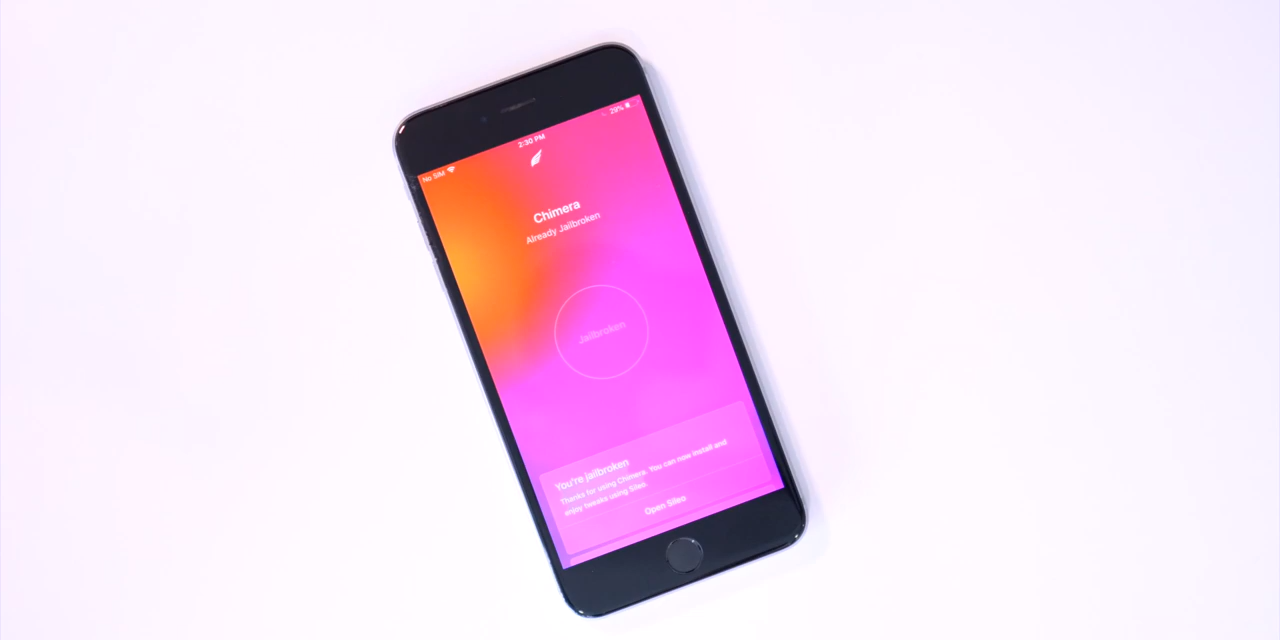 No SIM 2:30 PM 29%
Chimera
Already Jailbroken
Jailbroken
You're jailbroken
Thanks for using Chimera. You can now install and
enjoy tweaks using Sileo.
Open Sileo